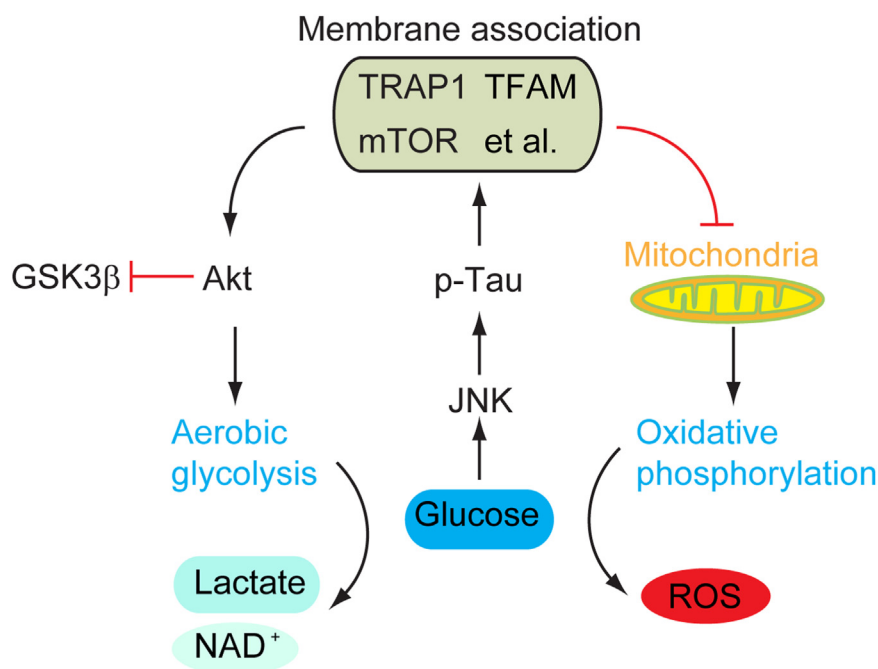 Membrane association
TRAP1 TFAM
mTOR et al.
GSK3β
Akt
p-Tau
Mitochondria
JNK
Aerobic
glycolysis
Oxidative
phosphorylation
Glucose
Lactate
NAD+
ROS